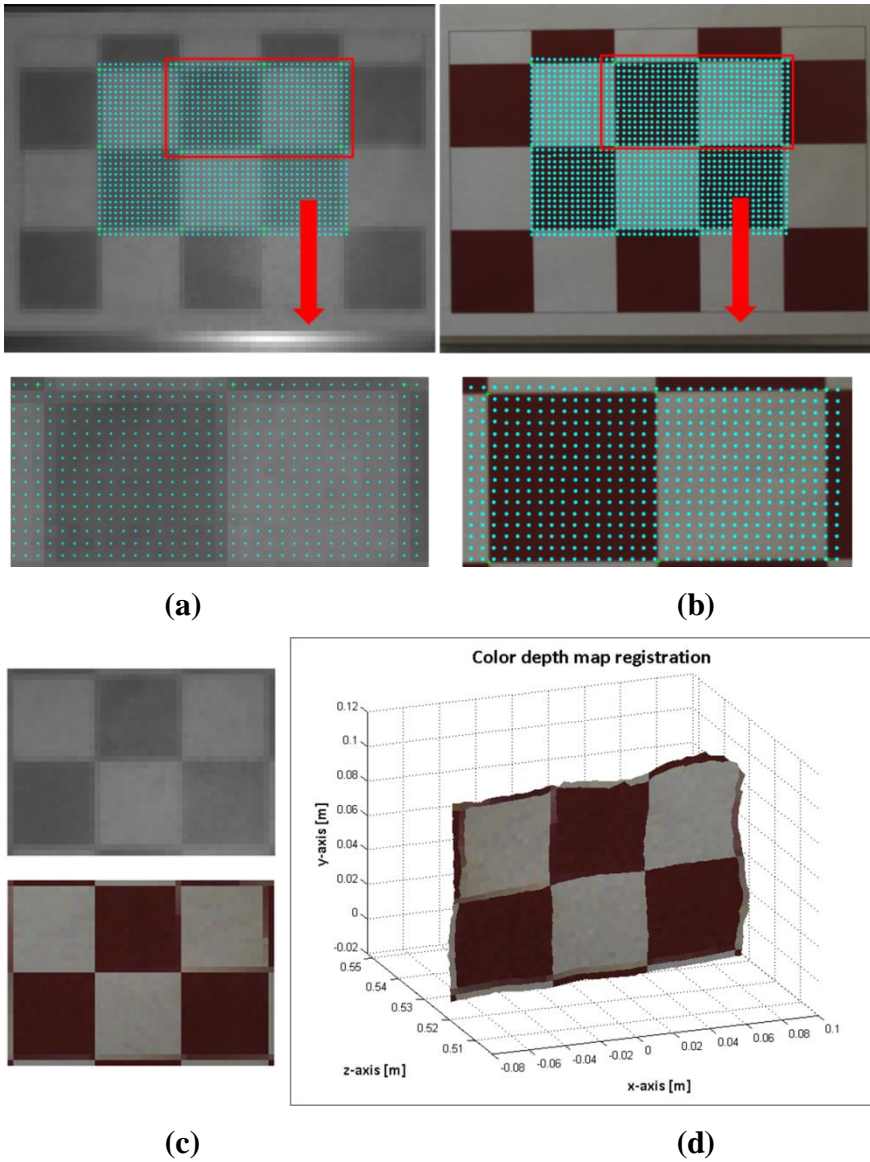 (a)
(b)
Color depth map registration
0.12
0.1
0.08
0.06
0.04
0.02
0
-0.02
y-axis [m]
0.55
0.54
0.53
0.52
0.51
z-axis [m]
-0.08
-0.06
-0.04
-0.02
0
0.02
0.04
0.06
0.08
0.1
x-axis [m]
(c)
(d)